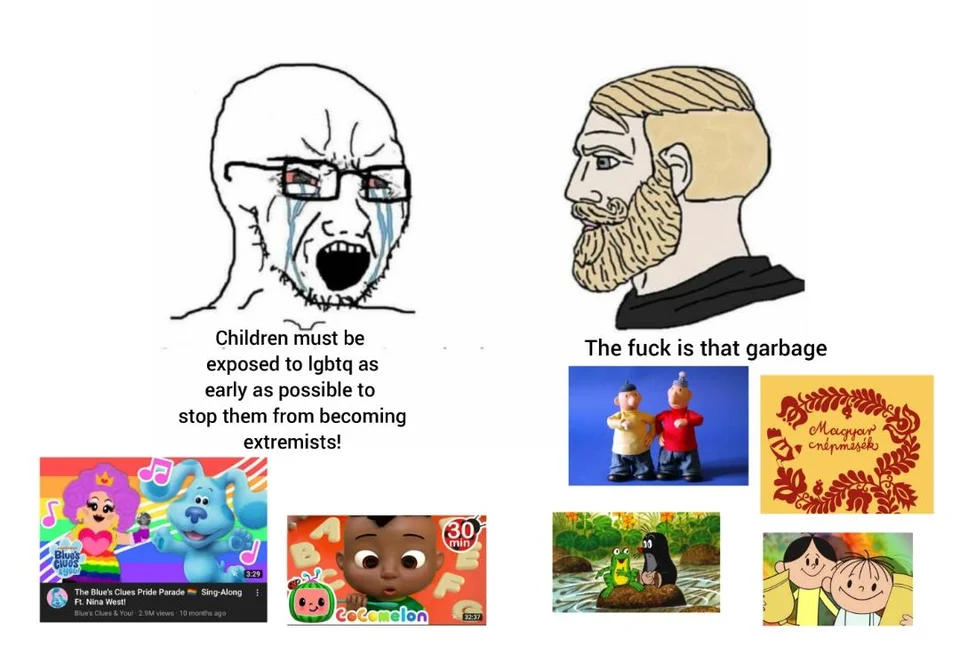 Children must be
exposed to lgbtq as
early as possible to
stop them from becoming
extremists!
The fuck is that garbage
Magyar
népmesék
Blue's
Clues
& you!
3:29
The Blue's Clues Pride Parade 🏳️‍🌈 Sing-Along
Ft. Nina West!
Blue's Clues & You! · 2.9M views · 10 months ago
30
min
A
B
C
E
F
CoComelon
32:37